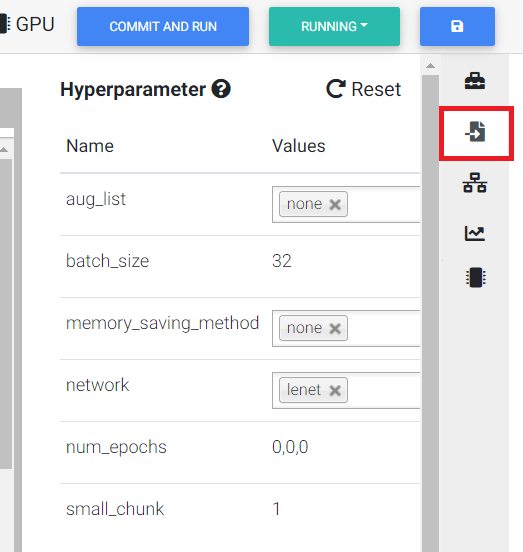 GPU COMMIT AND RUN RUNNING
Hyperparameter Reset
Name Values
aug_list none
batch_size 32
memory_saving_method none
network lenet
num_epochs 0,0,0
small_chunk 1